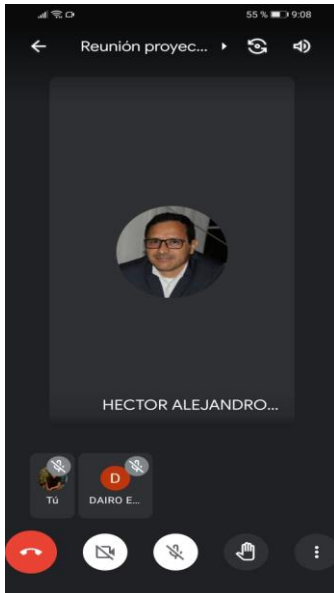 55 % 9:08
Reunión proyec...
HECTOR ALEJANDRO...
D
Tú
DAIRO E...